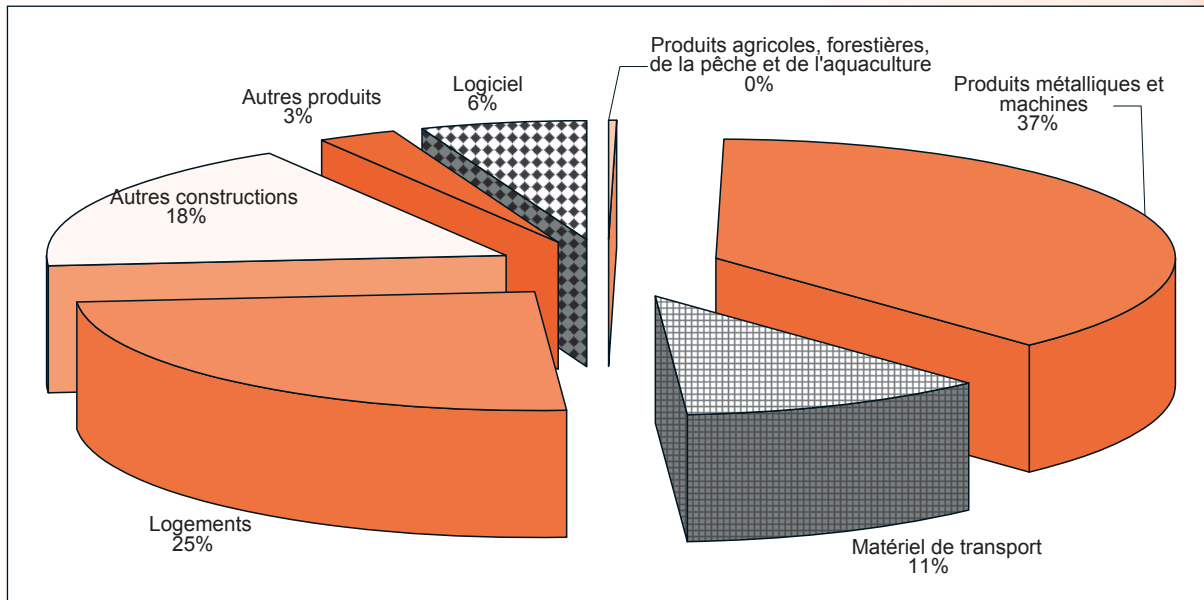 Produits agricoles, forestières,
de la pêche et de l'aquaculture
0%
Produits métalliques et
machines
37%
Logiciel
6%
Autres produits
3%
Autres constructions
18%
Logements
25%
Matériel de transport
11%